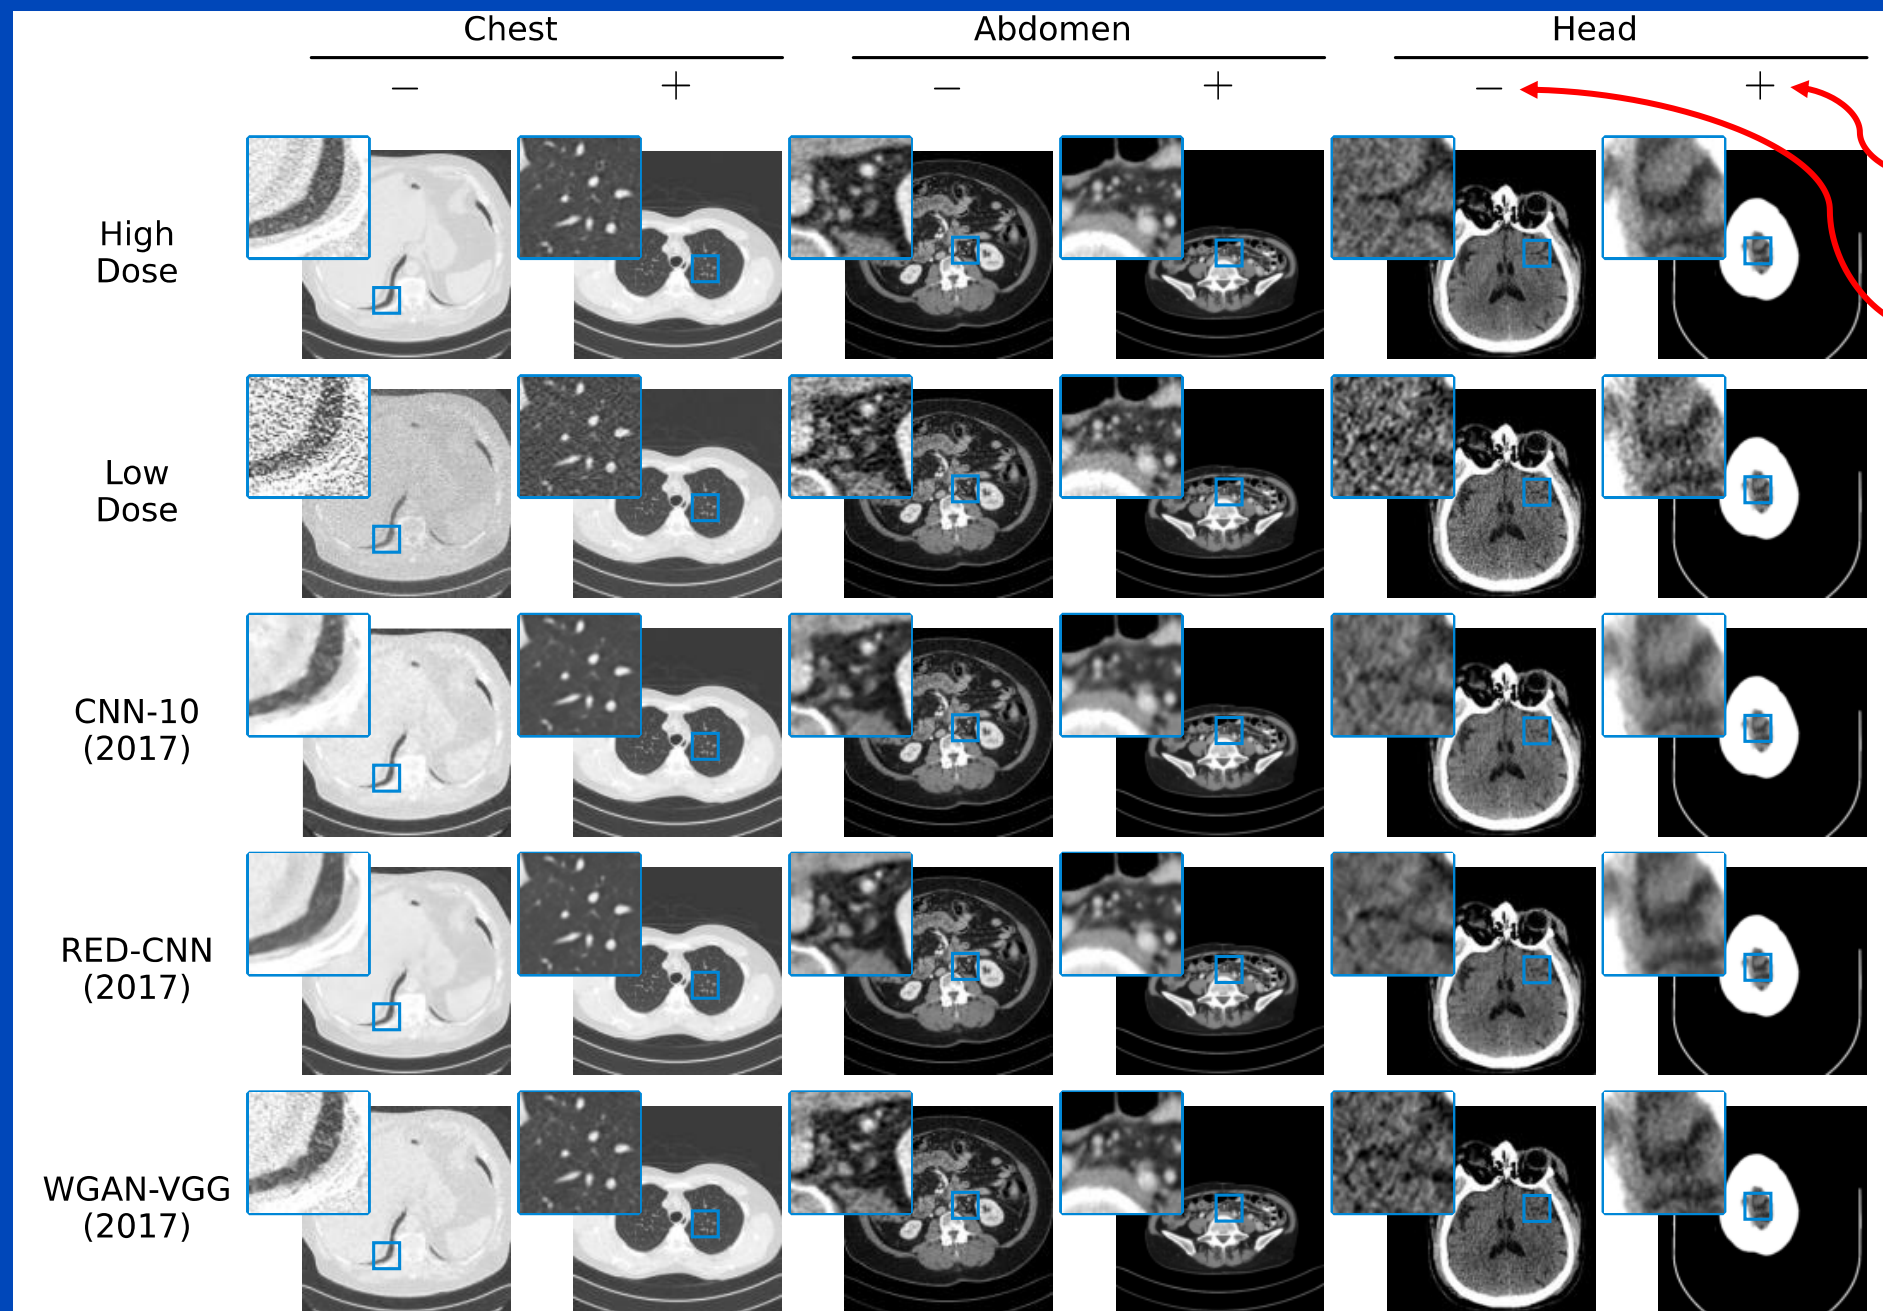 Chest Abdomen Head
− + − + − +
High
Dose
Low
Dose
CNN-10
(2017)
RED-CNN
(2017)
WGAN-VGG
(2017)